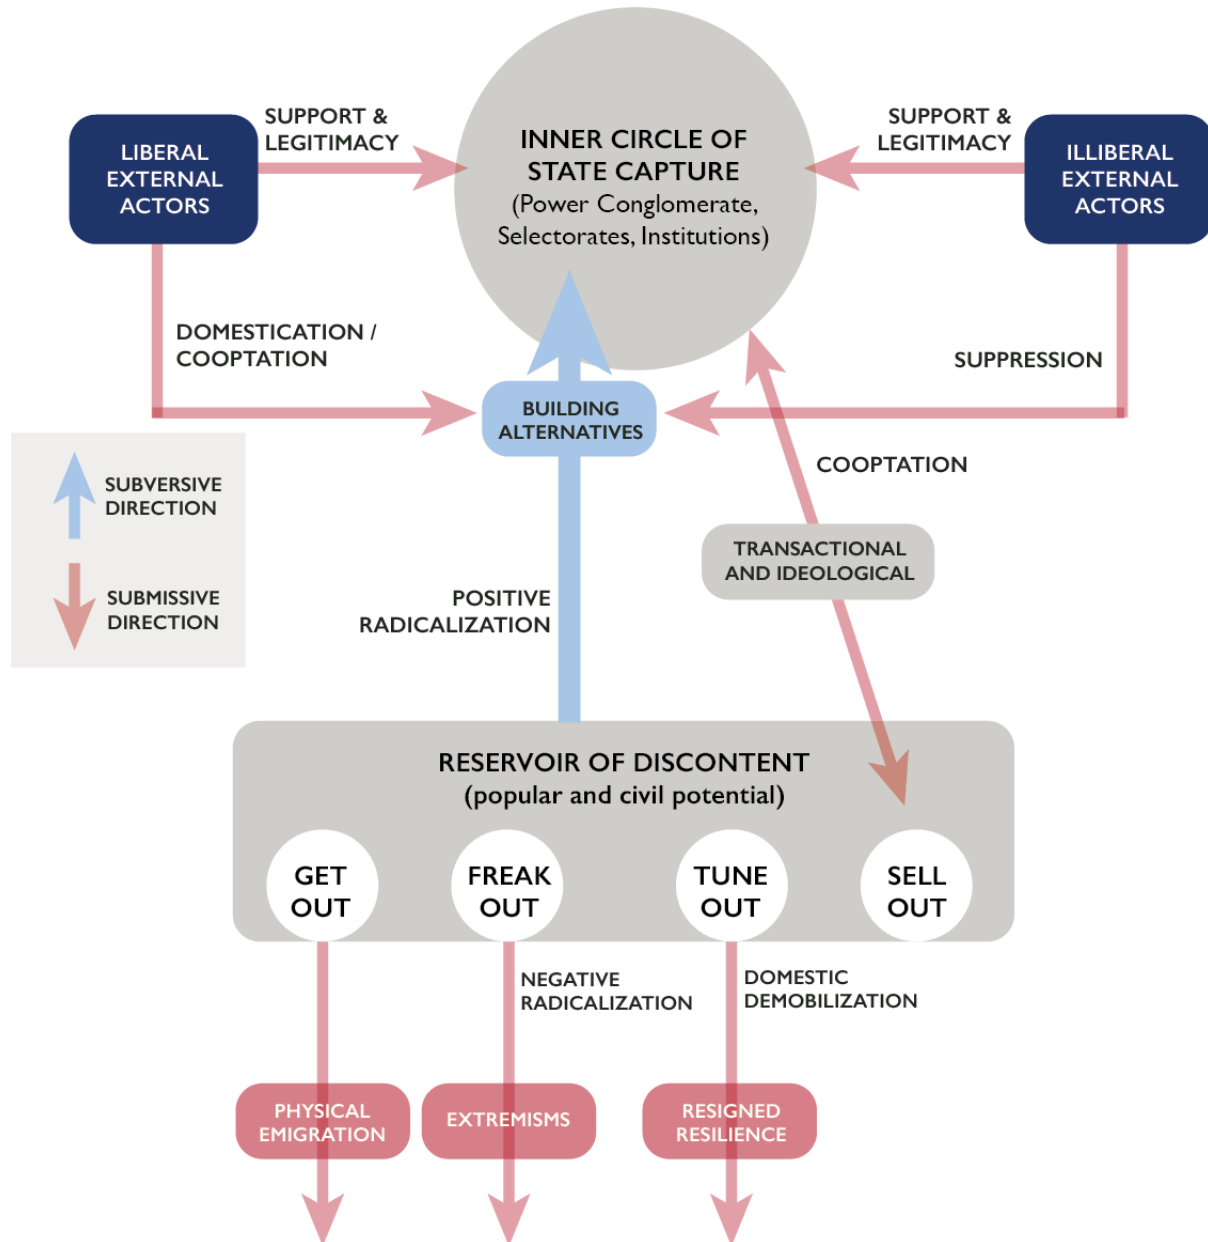 SUPPORT &
LEGITIMACY
LIBERAL
EXTERNAL
ACTORS
INNER CIRCLE OF
STATE CAPTURE
(Power Conglomerate,
Selectorates, Institutions)
SUPPORT &
LEGITIMACY
ILLIBERAL
EXTERNAL
ACTORS
DOMESTICATION /
COOPTATION
SUPPRESSION
BUILDING
ALTERNATIVES
COOPTATION
SUBVERSIVE
DIRECTION
SUBMISSIVE
DIRECTION
TRANSACTIONAL
AND IDEOLOGICAL
POSITIVE
RADICALIZATION
RESERVOIR OF DISCONTENT
(popular and civil potential)
GET
OUT
FREAK
OUT
TUNE
OUT
SELL
OUT
NEGATIVE
RADICALIZATION
DOMESTIC
DEMOBILIZATION
PHYSICAL
EMIGRATION
EXTREMISMS
RESIGNED
RESILIENCE